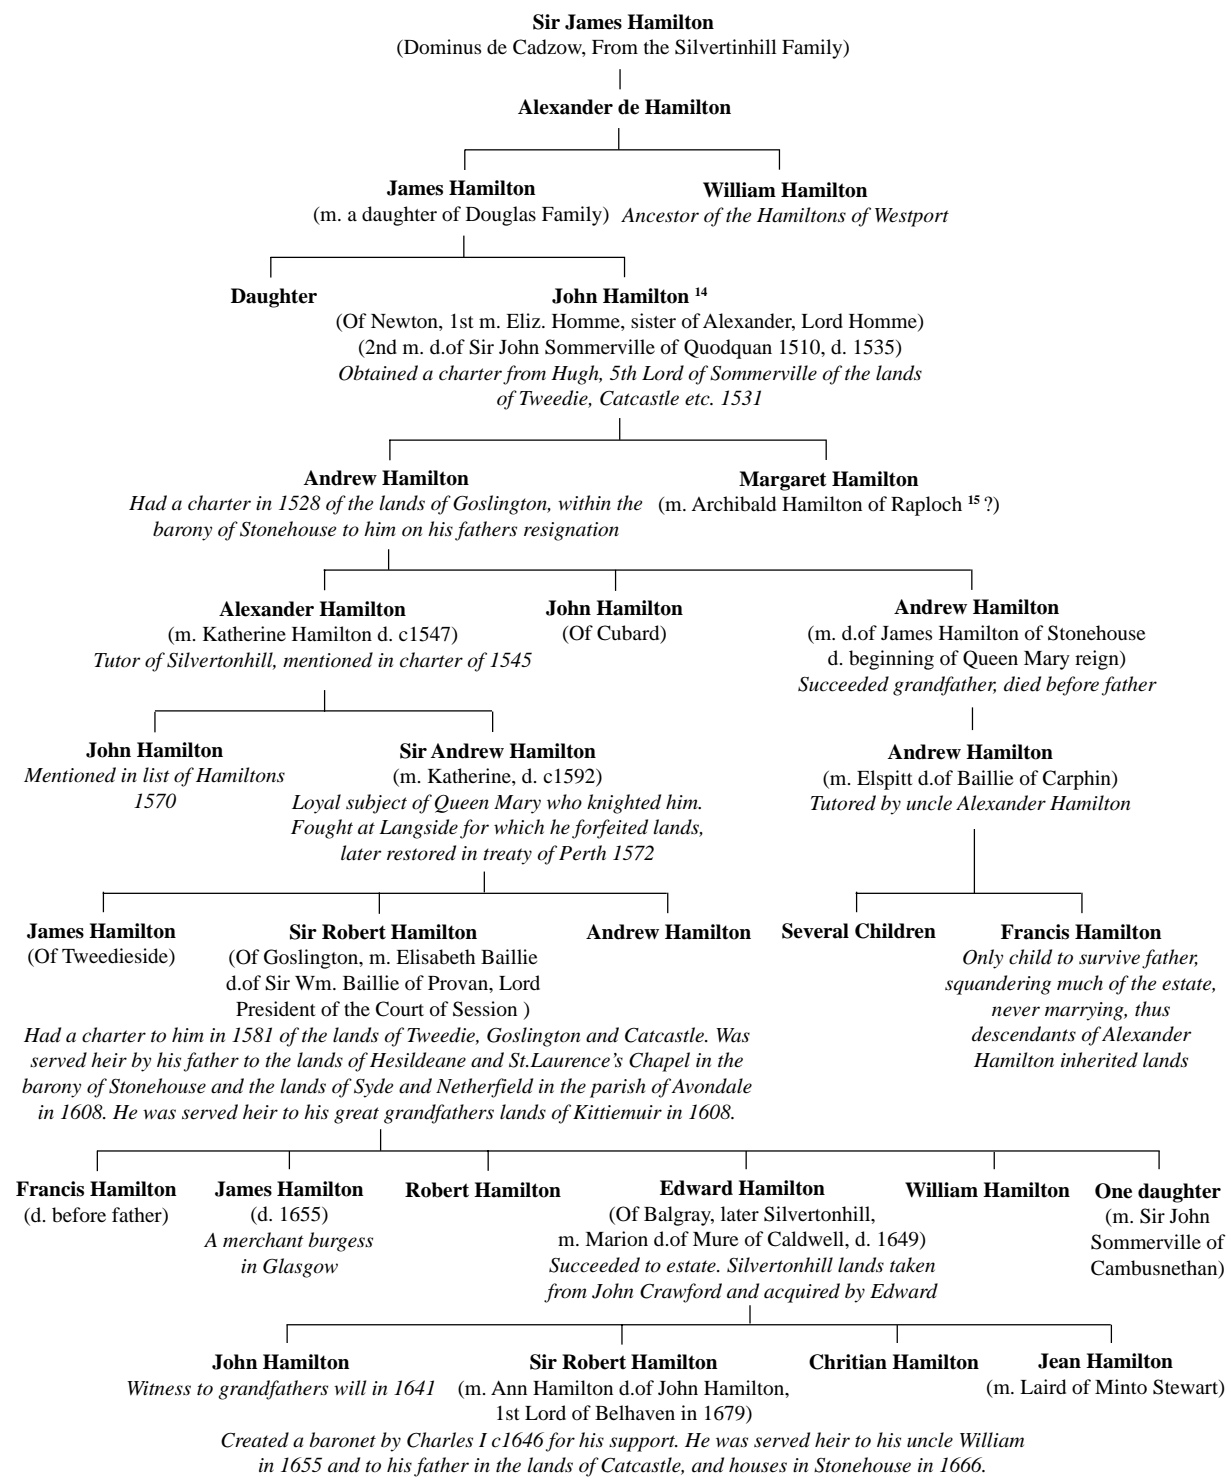 Sir James Hamilton
(Dominus de Cadzow, From the Silvertinhill Family)
Alexander de Hamilton
James Hamilton
(m. a daughter of Douglas Family)
William Hamilton
Ancestor of the Hamiltons of Westport
Daughter
John Hamilton 14
(Of Newton, 1st m. Eliz. Homme, sister of Alexander, Lord Homme)
(2nd m. d.of Sir John Sommerville of Quodquan 1510, d. 1535)
Obtained a charter from Hugh, 5th Lord of Sommerville of the lands
of Tweedie, Catcastle etc. 1531
Andrew Hamilton
Had a charter in 1528 of the lands of Goslington, within the
barony of Stonehouse to him on his fathers resignation
Margaret Hamilton
(m. Archibald Hamilton of Raploch 15 ?)
Alexander Hamilton
(m. Katherine Hamilton d. c1547)
Tutor of Silvertonhill, mentioned in charter of 1545
John Hamilton
(Of Cubard)
Andrew Hamilton
(m. d.of James Hamilton of Stonehouse
d. beginning of Queen Mary reign)
Succeeded grandfather, died before father
John Hamilton
Mentioned in list of Hamiltons
1570
Sir Andrew Hamilton
(m. Katherine, d. c1592)
Loyal subject of Queen Mary who knighted him.
Fought at Langside for which he forfeited lands,
later restored in treaty of Perth 1572
Andrew Hamilton
(m. Elspitt d.of Baillie of Carphin)
Tutored by uncle Alexander Hamilton
James Hamilton
(Of Tweedieside)
Sir Robert Hamilton
(Of Goslington, m. Elisabeth Baillie
d.of Sir Wm. Baillie of Provan, Lord
President of the Court of Session )
Had a charter to him in 1581 of the lands of Tweedie, Goslington and Catcastle. Was
served heir by his father to the lands of Hesildeane and St.Laurence's Chapel in the
barony of Stonehouse and the lands of Syde and Netherfield in the parish of Avondale
in 1608. He was served heir to his great grandfathers lands of Kittiemuir in 1608.
Andrew Hamilton
Several Children
Francis Hamilton
Only child to survive father,
squandering much of the estate,
never marrying, thus
descendants of Alexander
Hamilton inherited lands
Francis Hamilton
(d. before father)
James Hamilton
(d. 1655)
A merchant burgess
in Glasgow
Robert Hamilton
Edward Hamilton
(Of Balgray, later Silvertonhill,
m. Marion d.of Mure of Caldwell, d. 1649)
Succeeded to estate. Silvertonhill lands taken
from John Crawford and acquired by Edward
William Hamilton
One daughter
(m. Sir John
Sommerville of
Cambusnethan)
John Hamilton
Witness to grandfathers will in 1641
Sir Robert Hamilton
(m. Ann Hamilton d.of John Hamilton,
1st Lord of Belhaven in 1679)
Created a baronet by Charles I c1646 for his support. He was served heir to his uncle William
in 1655 and to his father in the lands of Catcastle, and houses in Stonehouse in 1666.
Chritian Hamilton
Jean Hamilton
(m. Laird of Minto Stewart)